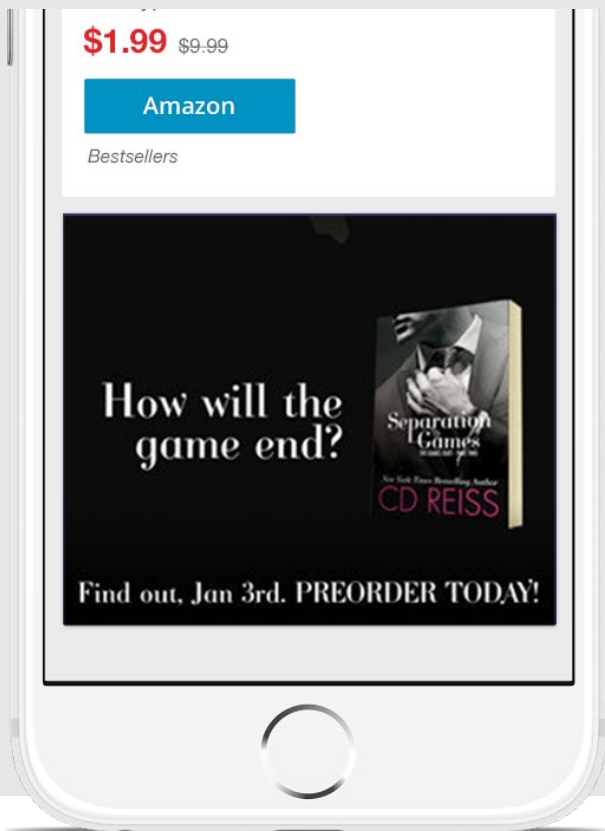 $1.99 $9.99
Amazon
Bestsellers
How will the
game end?
Separation
Games
New York Times Bestselling Author
CD REISS
Find out, Jan 3rd. PREORDER TODAY!